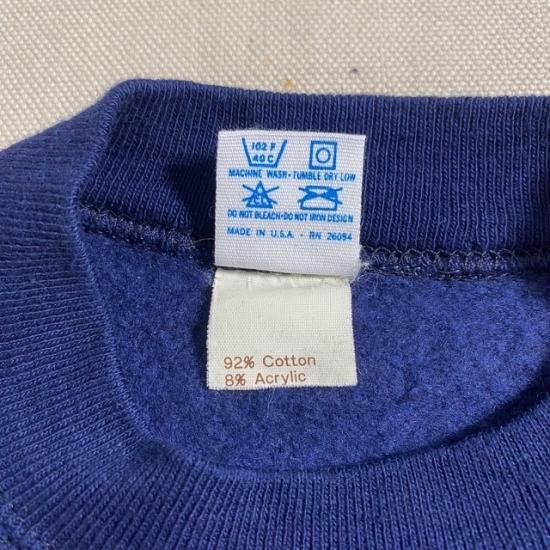 102 F
40 C
MACHINE WASH • TUMBLE DRY LOW
CL
DO NOT BLEACH • DO NOT IRON DESIGN
MADE IN U.S.A. - RN 26094
92% Cotton
8% Acrylic